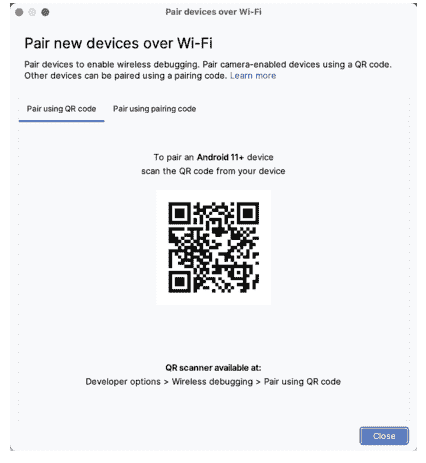 Pair devices over Wi-Fi
Pair new devices over Wi-Fi
Pair devices to enable wireless debugging. Pair camera-enabled devices using a QR code.
Other devices can be paired using a pairing code. Learn more
Pair using QR code
Pair using pairing code
To pair an Android 11+ device
scan the QR code from your device
QR scanner available at:
Developer options > Wireless debugging > Pair using QR code
Close